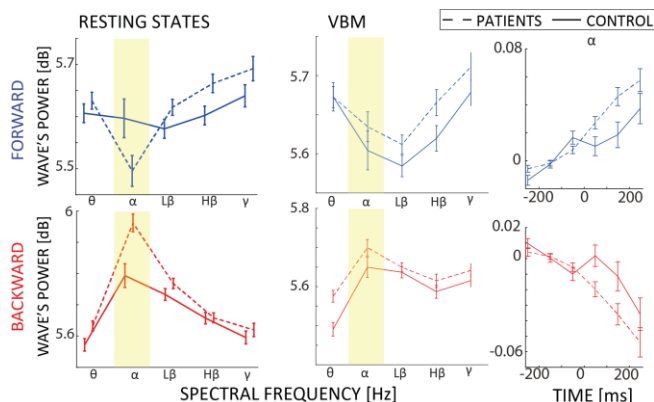 RESTING STATES
VBM
PATIENTS
CONTROL
α
FORWARD
WAVE'S POWER [dB]
5.7
5.5
θ
α
Lβ
Hβ
γ
5.7
5.6
θ
α
Lβ
Hβ
γ
0.08
0
-200
0
200
BACKWARD
WAVE'S POWER [dB]
6
5.6
θ
α
Lβ
Hβ
γ
5.8
5.6
θ
α
Lβ
Hβ
γ
0.02
0
-0.06
-200
0
200
SPECTRAL FREQUENCY [Hz]
TIME [ms]